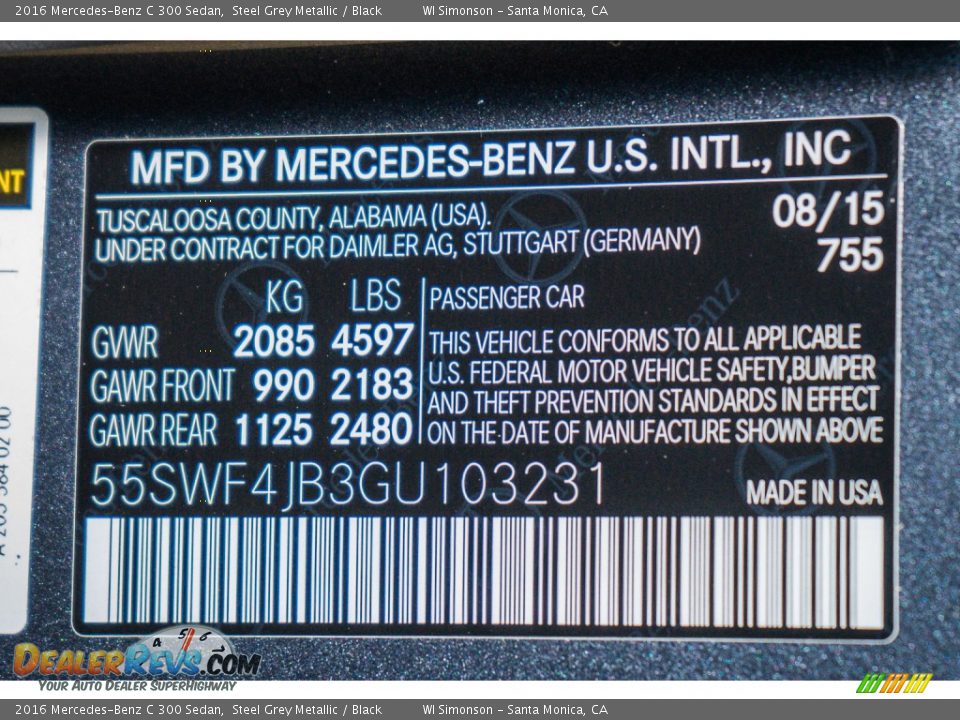 2016 Mercedes-Benz C 300 Sedan, Steel Grey Metallic / Black WI Simonson - Santa Monica, CA
NT
MFD BY MERCEDES-BENZ U.S. INTL., INC
TUSCALOOSA COUNTY, ALABAMA (USA). 08/15
UNDER CONTRACT FOR DAIMLER AG, STUTTGART (GERMANY) 755
KG LBS PASSENGER CAR
GVWR 2085 4597 THIS VEHICLE CONFORMS TO ALL APPLICABLE
U.S. FEDERAL MOTOR VEHICLE SAFETY,BUMPER
GAWR FRONT 990 2183 AND THEFT PREVENTION STANDARDS IN EFFECT
GAWR REAR 1125 2480 ON THE DATE OF MANUFACTURE SHOWN ABOVE
55SWF4JB3GU103231 MADE IN USA
4 5 6
DEALERREVS.COM
YOUR AUTO DEALER SUPERHIGHWAY
2016 Mercedes-Benz C 300 Sedan, Steel Grey Metallic / Black WI Simonson - Santa Monica, CA